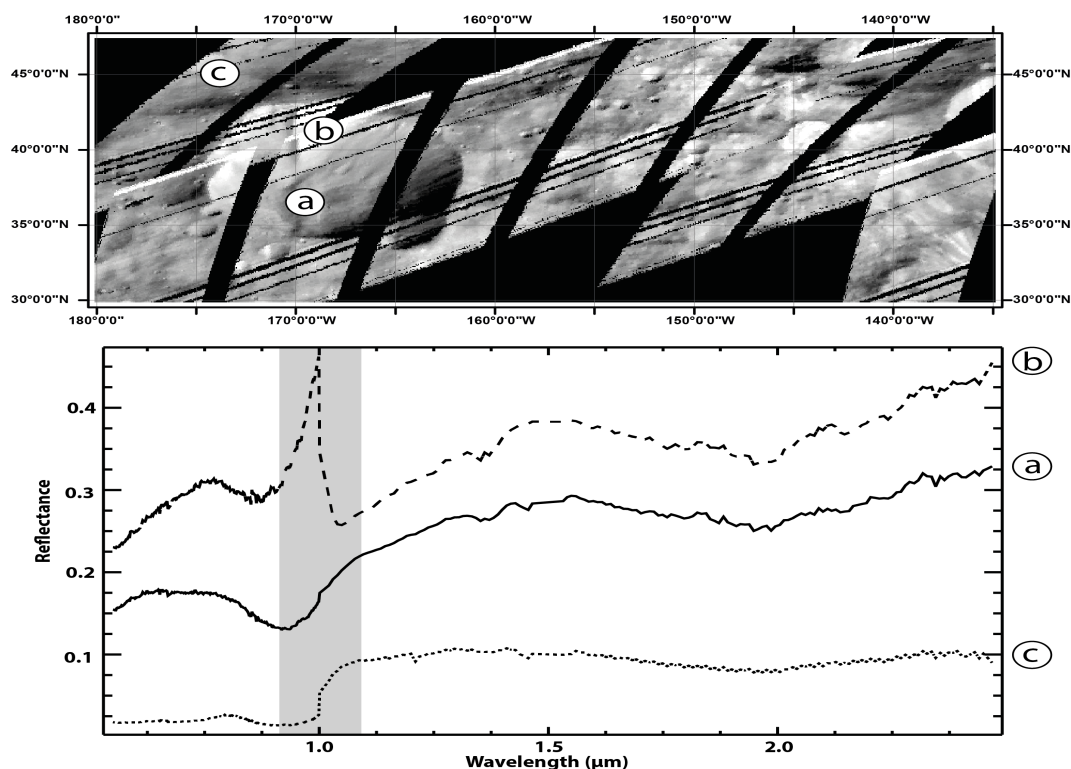 180°0'0" 170°0'0"W 160°0'0"W 150°0'0"W 140°0'0"W
45°0'0"N c 45°0'0"N
40°0'0"N b 40°0'0"N
35°0'0"N a 35°0'0"N
30°0'0"N 30°0'0"N
180°0'0" 170°0'0"W 160°0'0"W 150°0'0"W 140°0'0"W
b
0.4
a
0.3
Reflectance
0.2
0.1 c
1.0 1.5 2.0
Wavelength (μm)